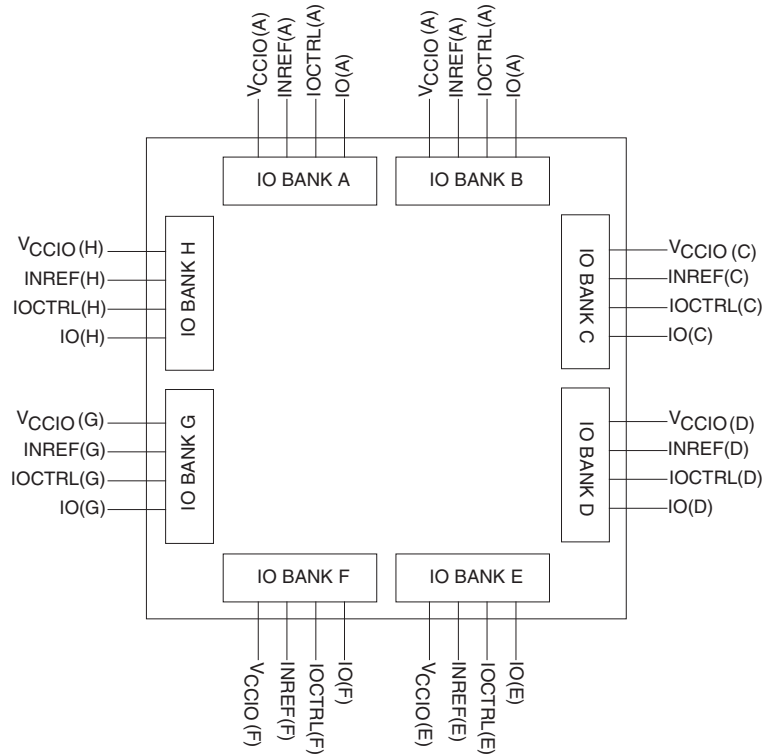 VCCIO(A)
INREF(A)
IOCTRL(A)
IO(A)
VCCIO(A)
INREF(A)
IOCTRL(A)
IO(A)
IO BANK A
IO BANK B
VCCIO (H)
INREF(H)
IOCTRL(H)
IO(H)
IO BANK H
IO BANK C
VCCIO (C)
INREF(C)
IOCTRL(C)
IO(C)
VCCIO (G)
INREF(G)
IOCTRL(G)
IO(G)
IO BANK G
IO BANK D
VCCIO (D)
INREF(D)
IOCTRL(D)
IO(D)
IO BANK F
IO BANK E
VCCIO (F)
INREF(F)
IOCTRL(F)
IO(F)
VCCIO(E)
INREF(E)
IOCTRL(E)
IO(E)